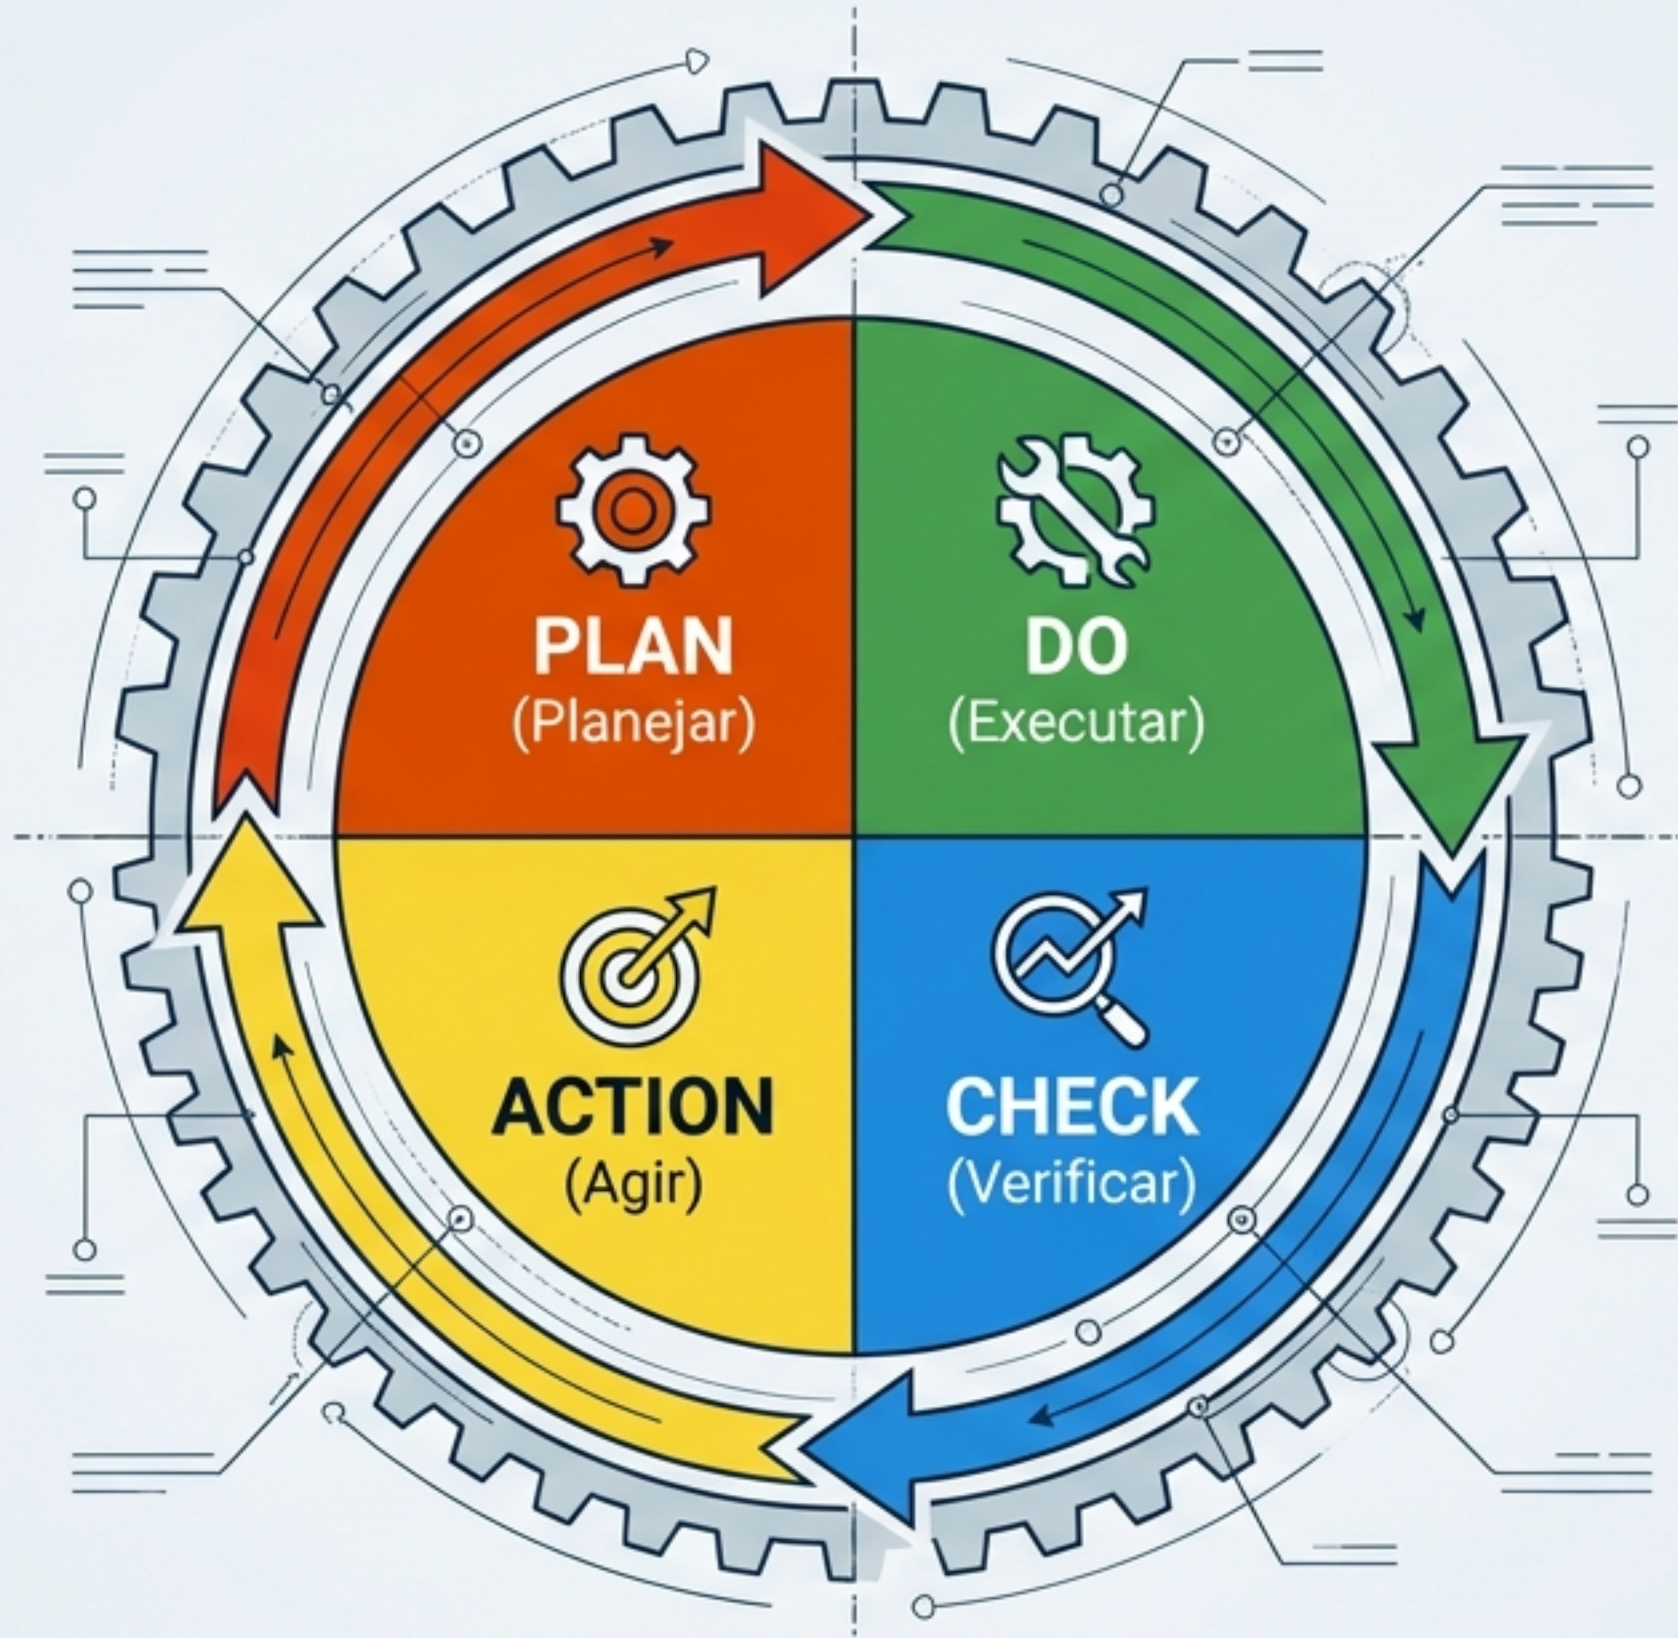 PLAN
(Planejar)
DO
(Executar)
ACTION
(Agir)
CHECK
(Verificar)